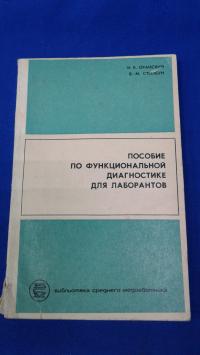 ПОСОБИЕ
ПО ФУНКЦИОНАЛЬНОЙ
ДИАГНОСТИКЕ
ДЛЯ ЛАБОРАНТОВ
Библиотека среднего медработника